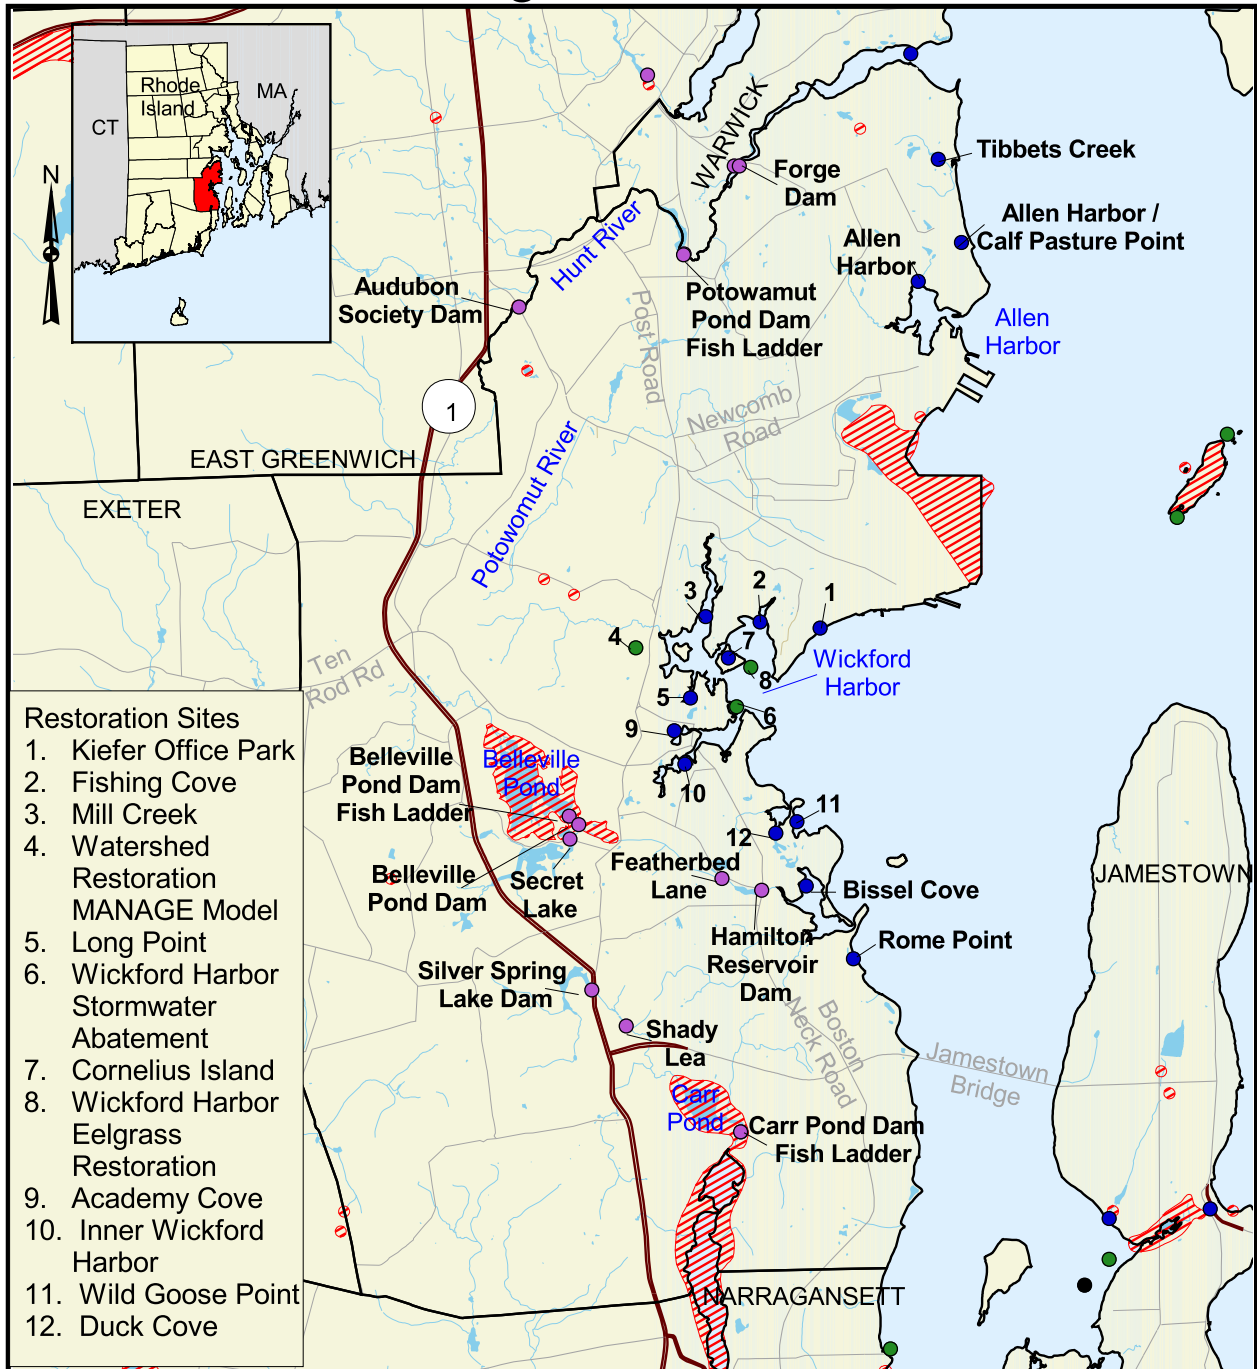 Rhode
Island
MA
CT
N
WARWICK
Forge
Dam
Tibbets Creek
Allen Harbor /
Calf Pasture Point
Allen
Harbor
Hunt River
Audubon
Society Dam
Potowamut
Pond Dam
Fish Ladder
Allen
Harbor
Post Road
Newcomb
Road
1
EAST GREENWICH
EXETER
Potowomut River
3
2
1
4
7
8
Wickford
Harbor
5
6
9
10
Ten
Rod Rd
Belleville
Pond
Belleville
Pond Dam
Fish Ladder
11
12
Belleville
Pond Dam
Secret
Lake
Featherbed
Lane
Bissel Cove
JAMESTOWN
Hamilton
Reservoir
Dam
Rome Point
Silver Spring
Lake Dam
Shady
Lea
Boston
Neck Road
Jamestown
Bridge
Carr
Pond
Carr Pond Dam
Fish Ladder
NARRAGANSETT
Restoration Sites
1. Kiefer Office Park
2. Fishing Cove
3. Mill Creek
4. Watershed
Restoration
MANAGE Model
5. Long Point
6. Wickford Harbor
Stormwater
Abatement
7. Cornelius Island
8. Wickford Harbor
Eelgrass
Restoration
9. Academy Cove
10. Inner Wickford
Harbor
11. Wild Goose Point
12. Duck Cove